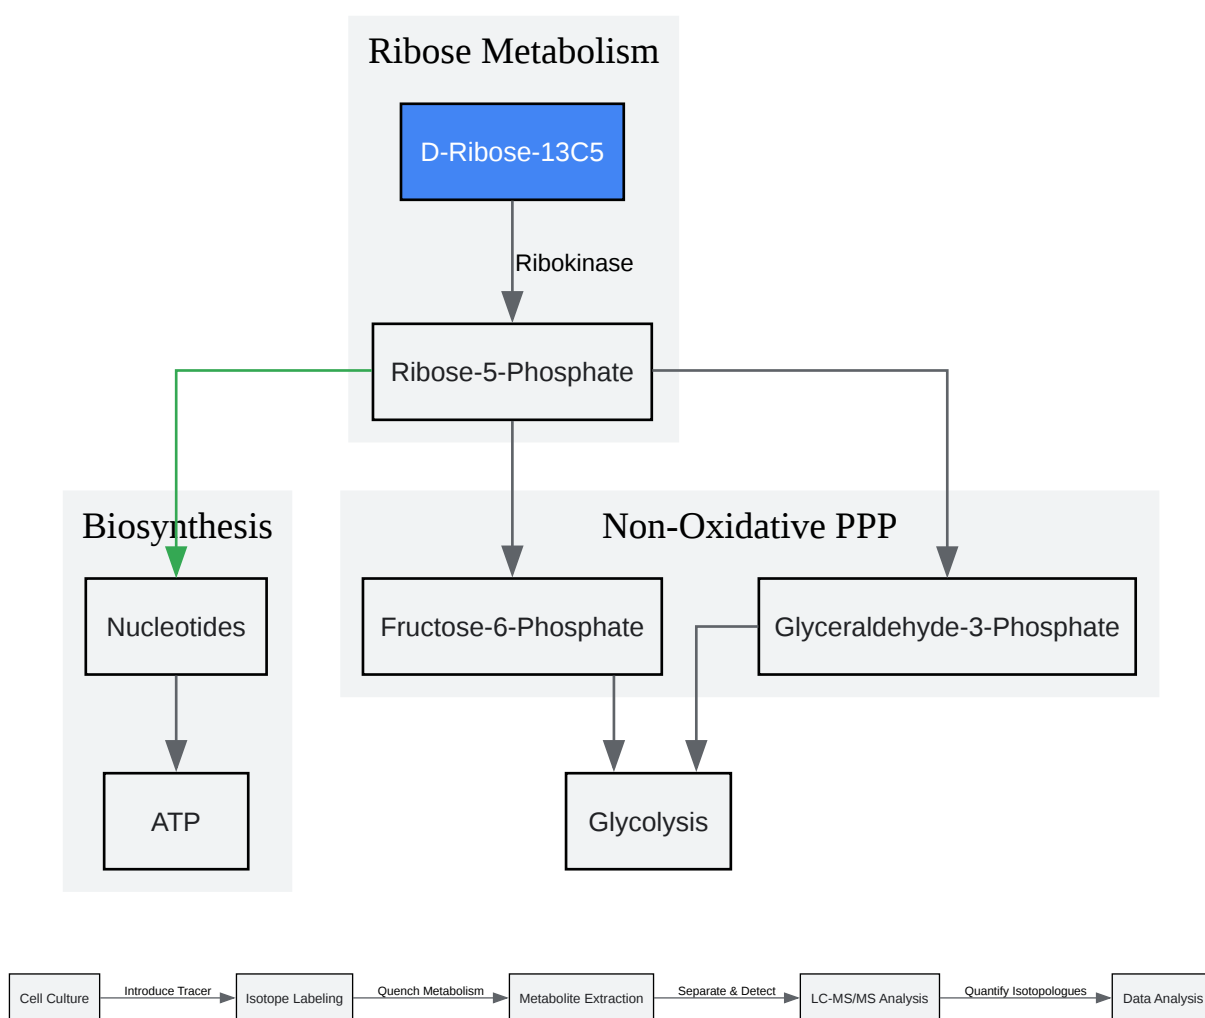 Ribose Metabolism
D-Ribose-13C5
Ribokinase
Ribose-5-Phosphate
Biosynthesis
Non-Oxidative PPP
Nucleotides
Fructose-6-Phosphate
Glyceraldehyde-3-Phosphate
ATP
Glycolysis
Cell Culture
Introduce Tracer
Isotope Labeling
Quench Metabolism
Metabolite Extraction
Separate & Detect
LC-MS/MS Analysis
Quantify Isotopologues
Data Analysis